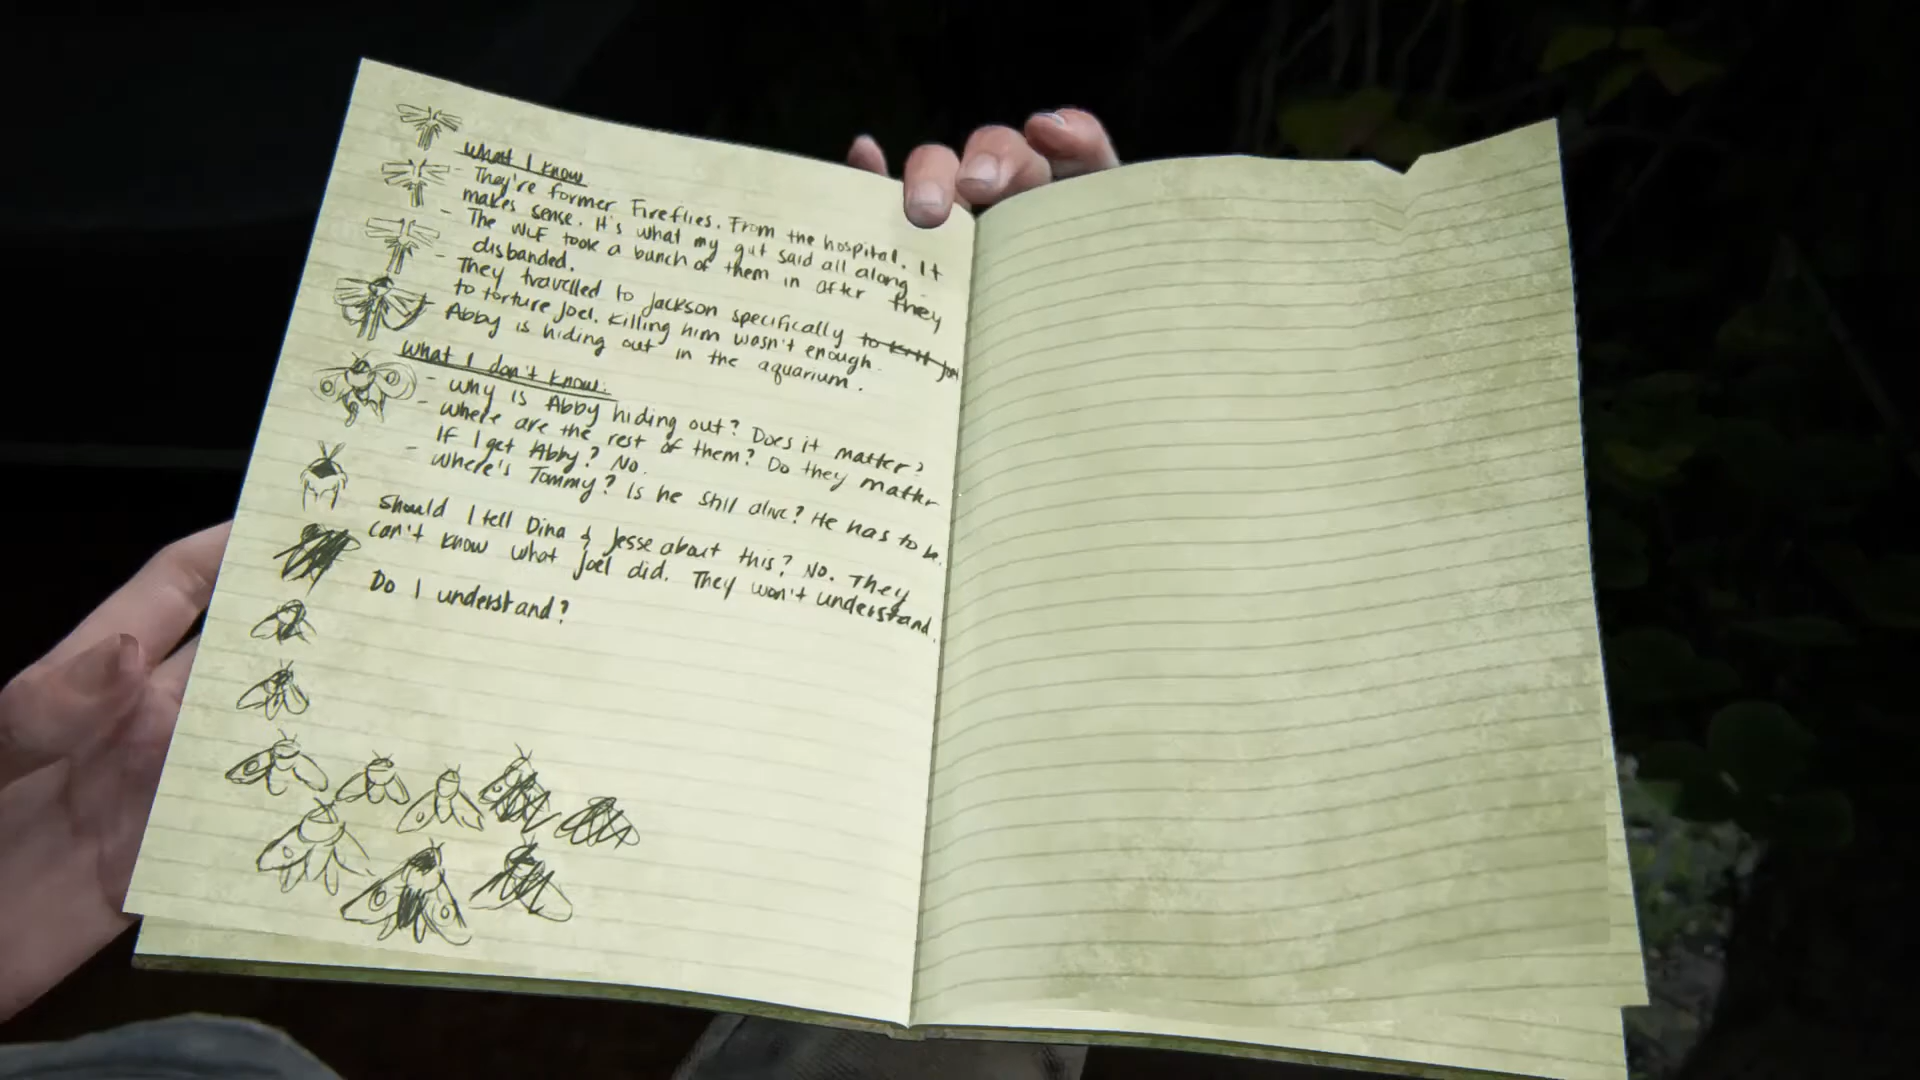 What I know
- They're former Fireflies. From the hospital. It
makes sense. It's what my gut said all along.
- The WLF took a bunch of them in after they
disbanded.
- They travelled to Jackson specifically to kill Joel
to torture Joel. Killing him wasn't enough.
Abby is hiding out in the aquarium.
What I don't know.
- Why is Abby hiding out? Does it matter?
- Where are the rest of them? Do they matter
If I get Abby? No.
- Where's Tommy? Is he still alive? He has to be.
Should I tell Dina & Jesse about this? No. They
can't know what Joel did. They won't understand.
Do I understand?